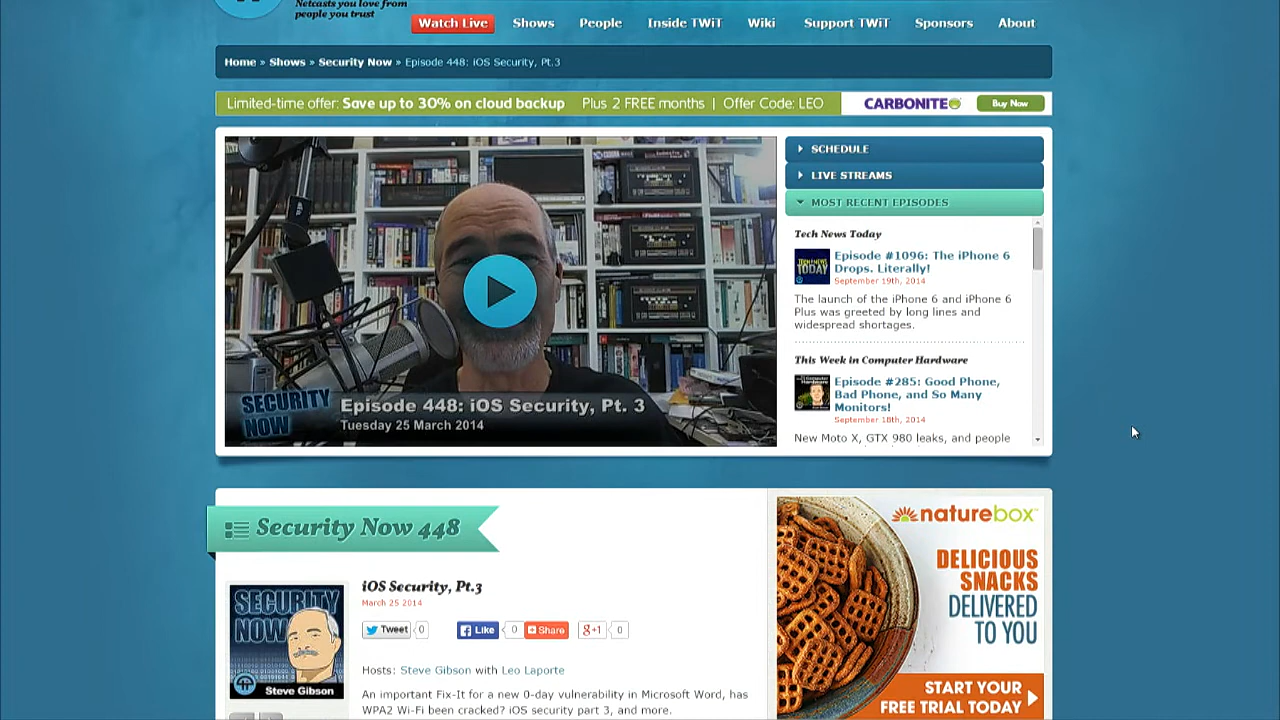 Netcasts you love from
people you trust
Watch Live Shows People Inside TWiT Wiki Support TWiT Sponsors About
Home » Shows » Security Now » Episode 448: iOS Security, Pt.3
Limited-time offer: Save up to 30% on cloud backup Plus 2 FREE months | Offer Code: LEO CARBONITE Buy Now
SECURITY NOW
Episode 448: iOS Security, Pt. 3
Tuesday 25 March 2014
SCHEDULE
LIVE STREAMS
MOST RECENT EPISODES
Tech News Today
TECH NEWS
TODAY
Episode #1096: The iPhone 6
Drops. Literally!
September 19th, 2014
The launch of the iPhone 6 and iPhone 6
Plus was greeted by long lines and
widespread shortages.
This Week in Computer Hardware
Episode #285: Good Phone,
Bad Phone, and So Many
Monitors!
September 18th, 2014
New Moto X, GTX 980 leaks, and people
Security Now 448
SECURITY
NOW
Steve Gibson
iOS Security, Pt.3
March 25 2014
Tweet 0 Like 0 Share g+1 0
Hosts: Steve Gibson with Leo Laporte
An important Fix-It for a new 0-day vulnerability in Microsoft Word, has
WPA2 Wi-Fi been cracked? iOS security part 3, and more.
naturebox™
DELICIOUS
SNACKS
DELIVERED
TO YOU
START YOUR
FREE TRIAL TODAY